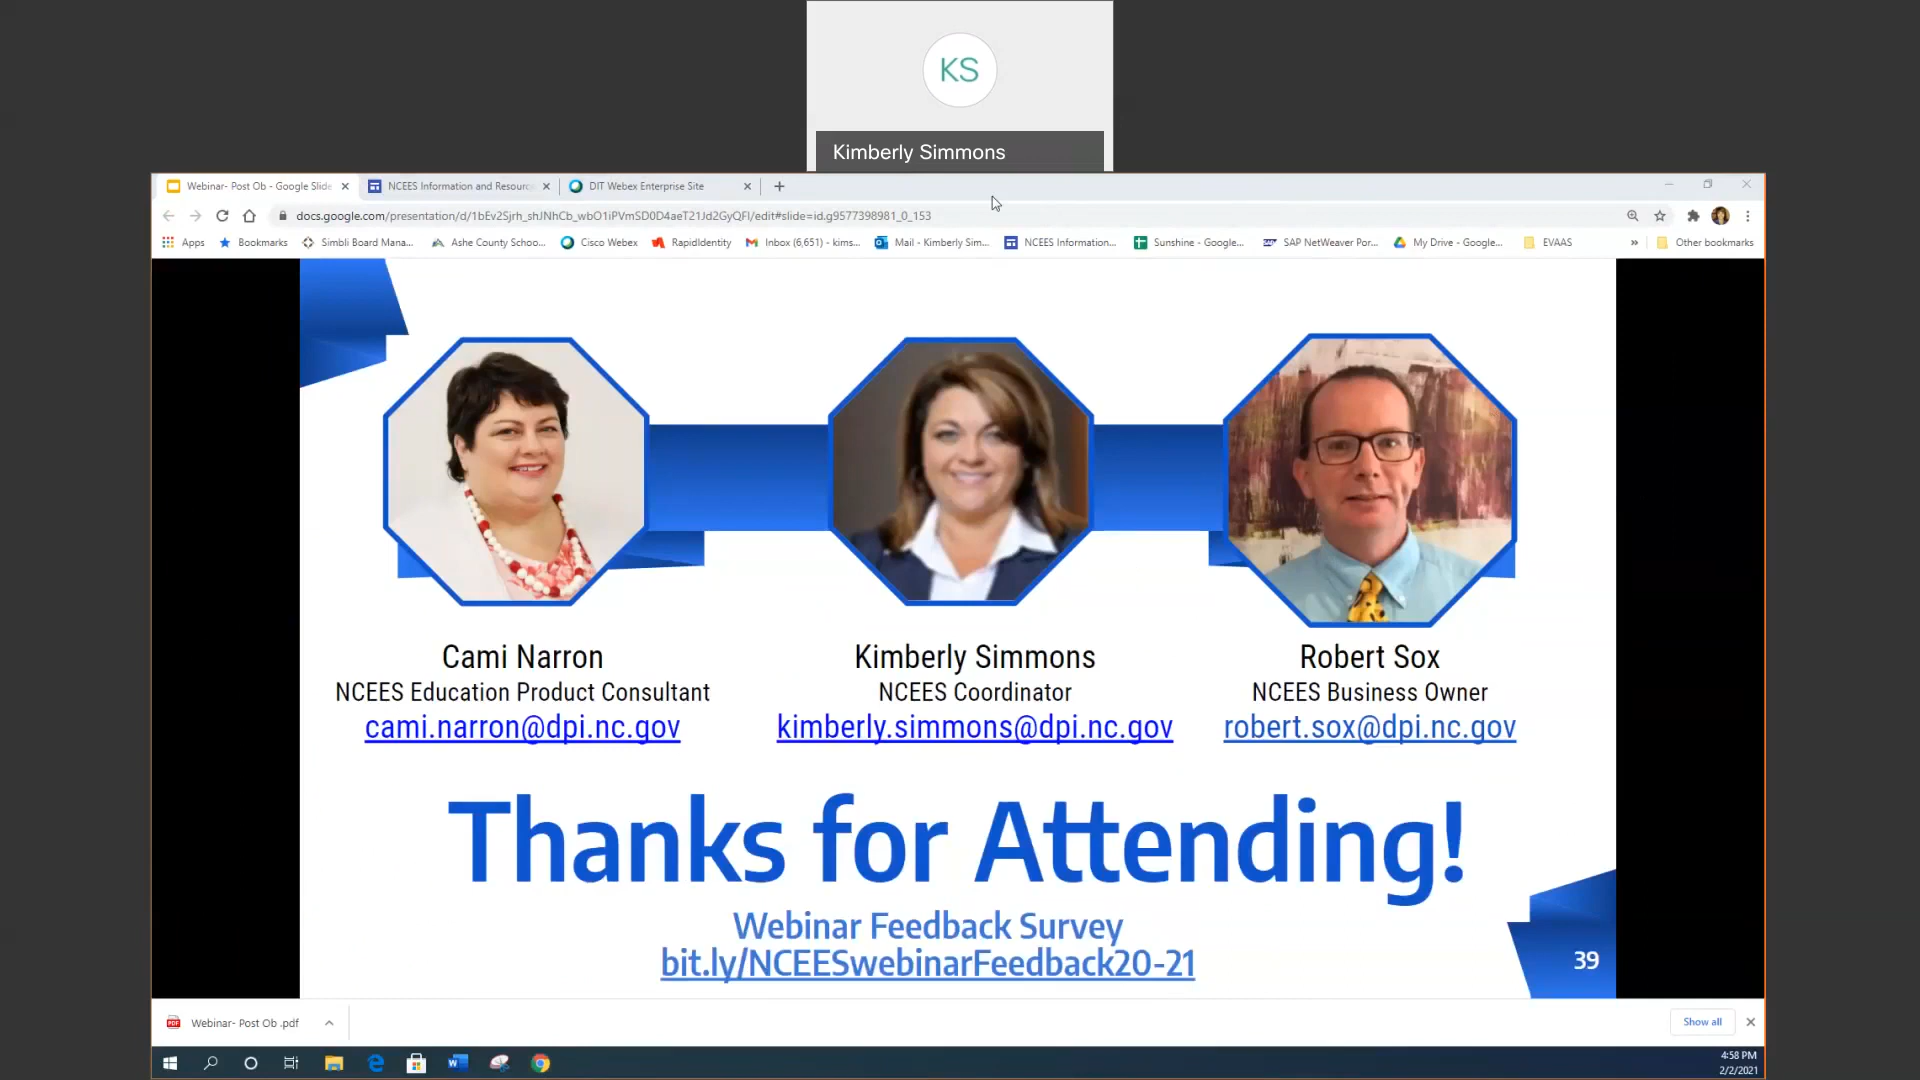 KS
Kimberly Simmons
Webinar- Post Ob - Google Slide
NCEES Information and Resourc
DIT Webex Enterprise Site
docs.google.com/presentation/d/1bEv2Sjrh_shJNhCb_wbO1iPVmSD0D4aeT21Jd2GyQFI/edit#slide=id.g9577398981_0_153
Apps
Bookmarks
Simbli Board Mana...
Ashe County Schoo...
Cisco Webex
RapidIdentity
Inbox (6,651) - kims...
Mail - Kimberly Sim...
NCEES Information...
Sunshine - Google...
SAP NetWeaver Por...
My Drive - Google...
EVAAS
»
Other bookmarks
Cami Narron
NCEES Education Product Consultant
cami.narron@dpi.nc.gov
Kimberly Simmons
NCEES Coordinator
kimberly.simmons@dpi.nc.gov
Robert Sox
NCEES Business Owner
robert.sox@dpi.nc.gov
Thanks for Attending!
Webinar Feedback Survey
bit.ly/NCEESwebinarFeedback20-21
39
Webinar- Post Ob .pdf
Show all
4:58 PM
2/2/2021